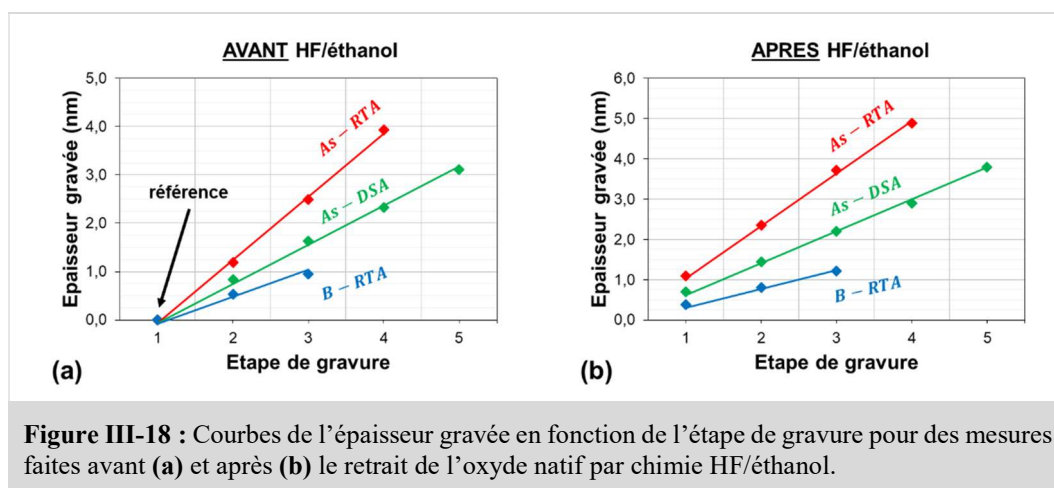 AVANT HF/éthanol
Epaisseur gravée (nm)
5,0
4,0
3,0
2,0
1,0
0,0
référence
As – RTA
As – DSA
B – RTA
1 2 3 4 5
Etape de gravure
(a)
APRES HF/éthanol
Epaisseur gravée (nm)
6,0
5,0
4,0
3,0
2,0
1,0
0,0
As – RTA
As – DSA
B – RTA
1 2 3 4 5
Etape de gravure
(b)
Figure III-18 : Courbes de l’épaisseur gravée en fonction de l’étape de gravure pour des mesures
faites avant (a) et après (b) le retrait de l’oxyde natif par chimie HF/éthanol.